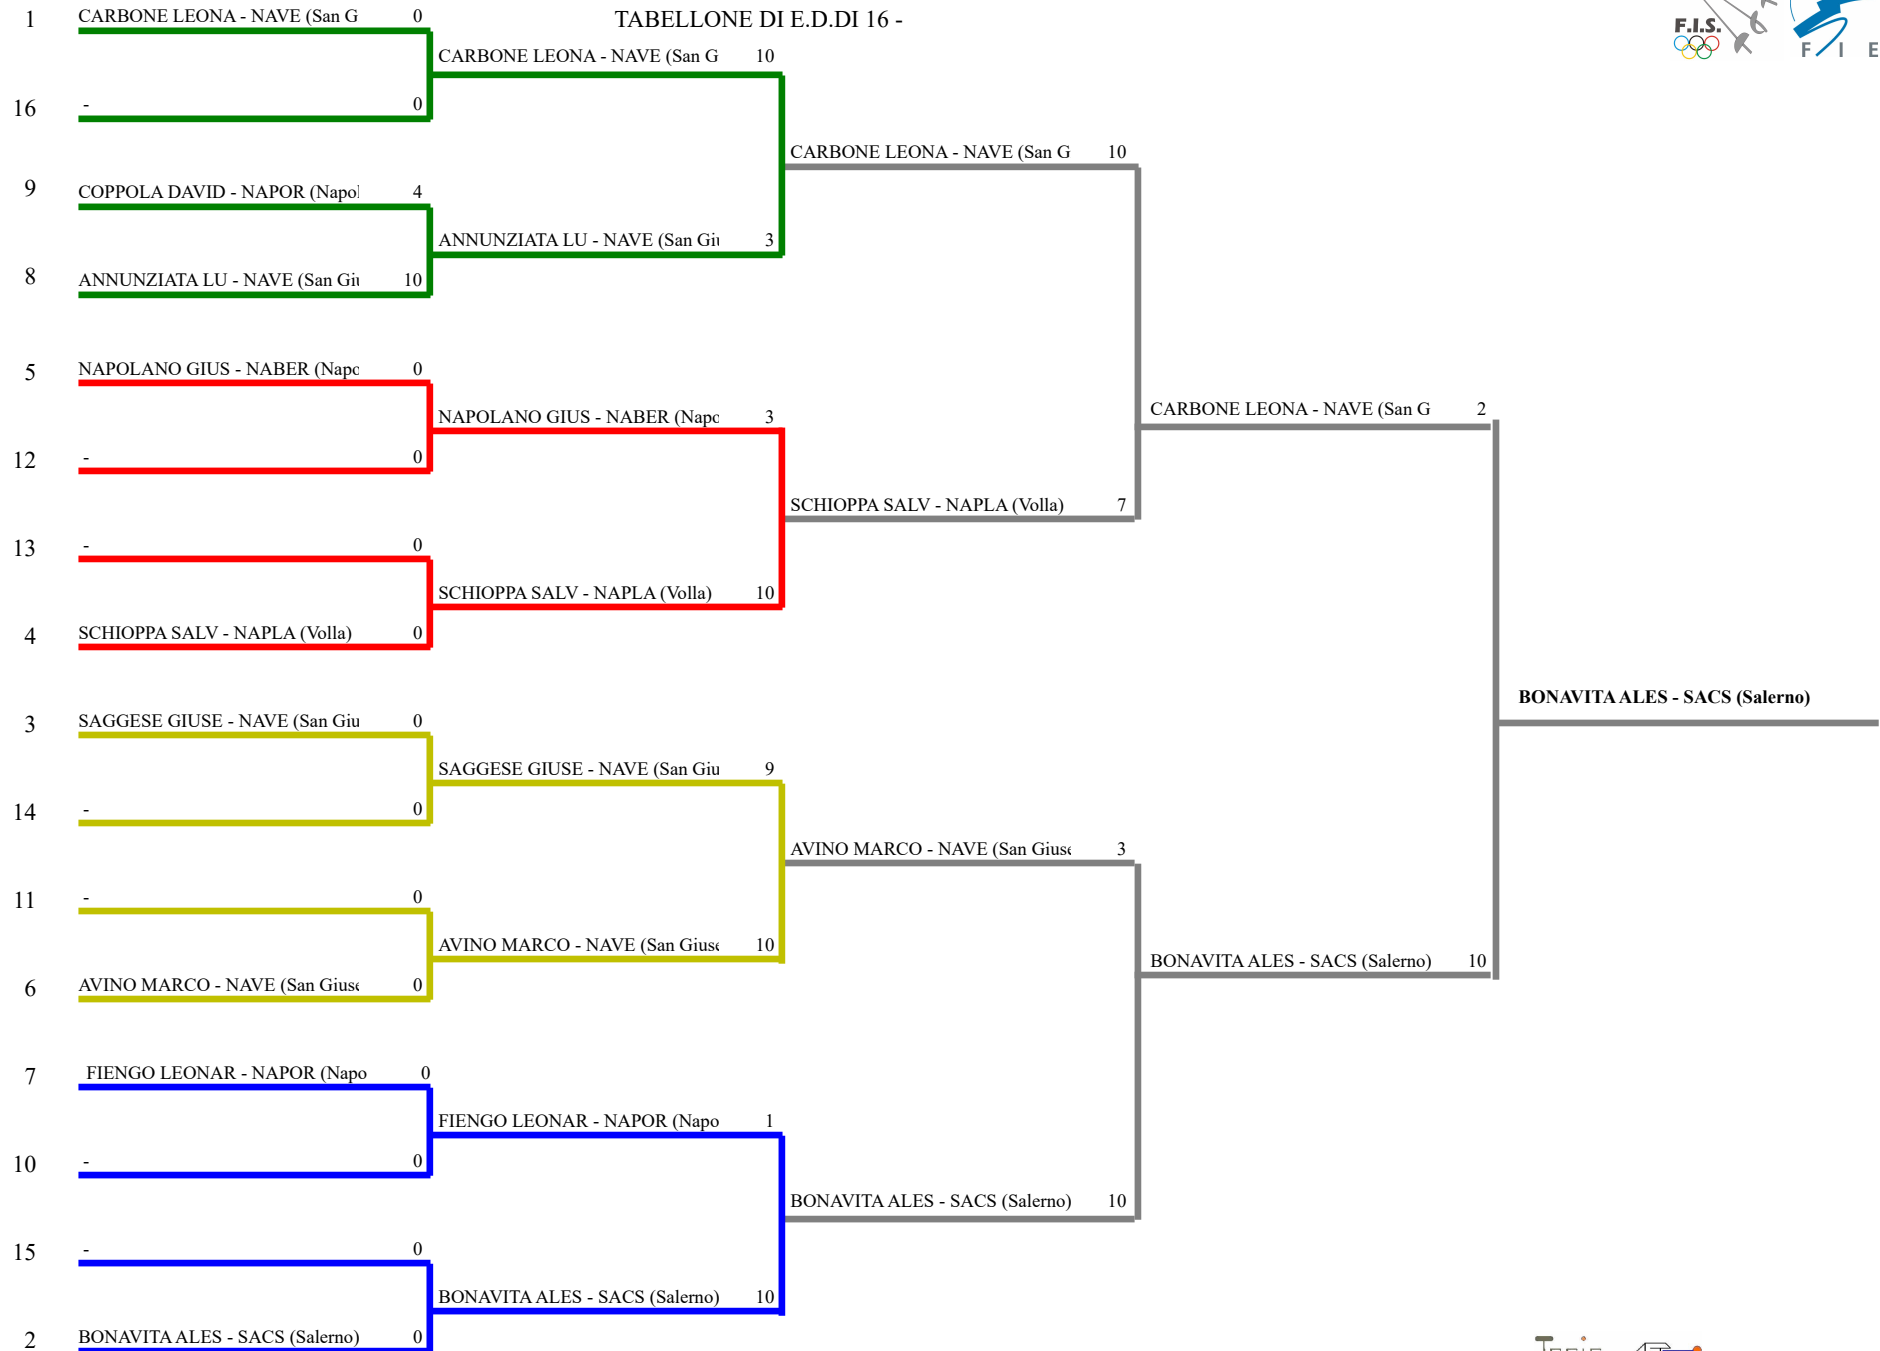 TABELLONE DI E.D.DI 16 -
F.I.S.
F I E
1 CARBONE LEONA - NAVE (San G 0
CARBONE LEONA - NAVE (San G 10
16 - 0
CARBONE LEONA - NAVE (San G 10
9 COPPOLA DAVID - NAPOR (Napol 4
ANNUNZIATA LU - NAVE (San Giu 3
8 ANNUNZIATA LU - NAVE (San Giu 10
5 NAPOLANO GIUS - NABER (Napo 0
CARBONE LEONA - NAVE (San G 2
NAPOLANO GIUS - NABER (Napo 3
12 - 0
SCHIOPPA SALV - NAPLA (Volla) 7
13 - 0
SCHIOPPA SALV - NAPLA (Volla) 10
4 SCHIOPPA SALV - NAPLA (Volla) 0
BONAVITA ALES - SACS (Salerno)
3 SAGGESE GIUSE - NAVE (San Giu 0
SAGGESE GIUSE - NAVE (San Giu 9
14 - 0
AVINO MARCO - NAVE (San Giuse 3
11 - 0
AVINO MARCO - NAVE (San Giuse 10
BONAVITA ALES - SACS (Salerno) 10
6 AVINO MARCO - NAVE (San Giuse 0
7 FIENGO LEONAR - NAPOR (Napo 0
FIENGO LEONAR - NAPOR (Napo 1
10 - 0
BONAVITA ALES - SACS (Salerno) 10
15 - 0
BONAVITA ALES - SACS (Salerno) 10
2 BONAVITA ALES - SACS (Salerno) 0